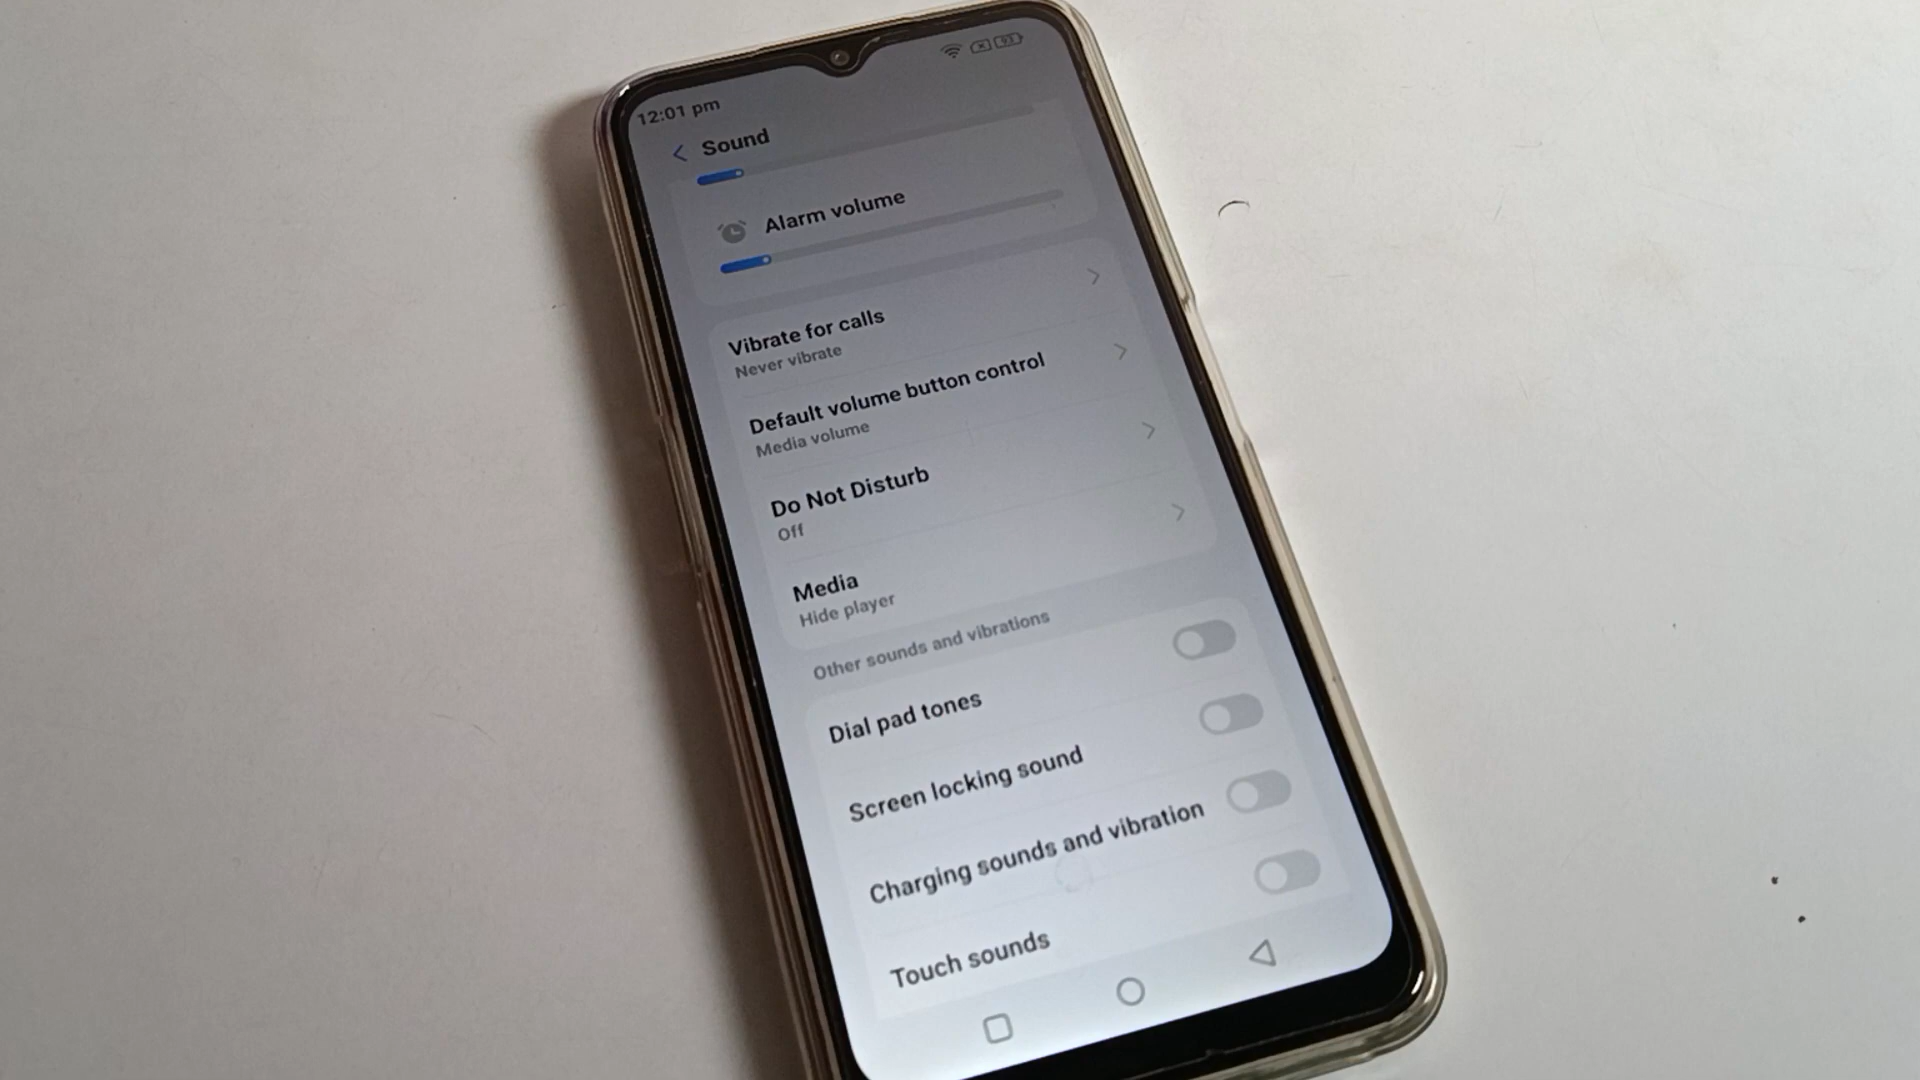 12:01 pm
93
Sound
Alarm volume
Vibrate for calls
Never vibrate
Default volume button control
Media volume
Do Not Disturb
Off
Media
Hide player
Other sounds and vibrations
Dial pad tones
Screen locking sound
Charging sounds and vibration
Touch sounds